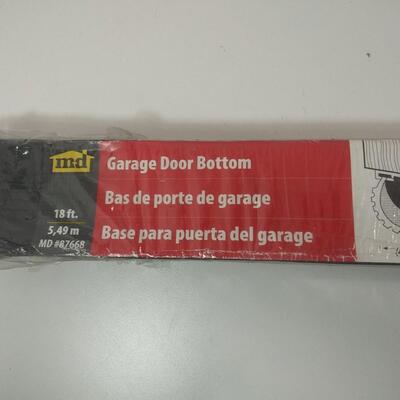 md
18 ft.
5,49 m
MD #87668
Garage Door Bottom
Bas de porte de garage
Base para puerta del garage